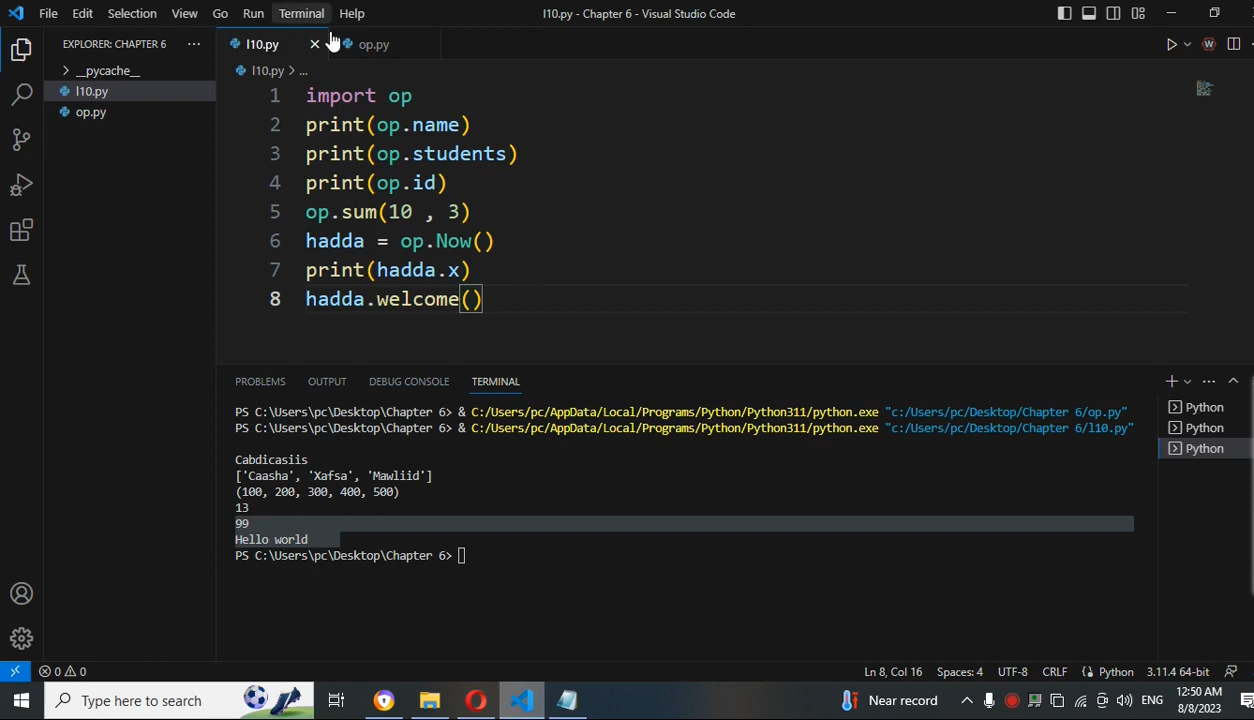 File Edit Selection View Go Run Terminal Help
l10.py - Chapter 6 - Visual Studio Code
EXPLORER: CHAPTER 6
__pycache__
l10.py
op.py
l10.py
op.py
l10.py > ...
1 import op
2 print(op.name)
3 print(op.students)
4 print(op.id)
5 op.sum(10 , 3)
6 hadda = op.Now()
7 print(hadda.x)
8 hadda.welcome()
PROBLEMS OUTPUT DEBUG CONSOLE TERMINAL
PS C:\Users\pc\Desktop\Chapter 6> & C:/Users/pc/AppData/Local/Programs/Python/Python311/python.exe "c:/Users/pc/Desktop/Chapter 6/op.py"
PS C:\Users\pc\Desktop\Chapter 6> & C:/Users/pc/AppData/Local/Programs/Python/Python311/python.exe "c:/Users/pc/Desktop/Chapter 6/l10.py"
Cabdicasiis
['Caasha', 'Xafsa', 'Mawliid']
(100, 200, 300, 400, 500)
13
99
Hello world
PS C:\Users\pc\Desktop\Chapter 6>
Python
Python
Python
0 0
Ln 8, Col 16 Spaces: 4 UTF-8 CRLF Python 3.11.4 64-bit
Type here to search
Near record
ENG
12:50 AM
8/8/2023